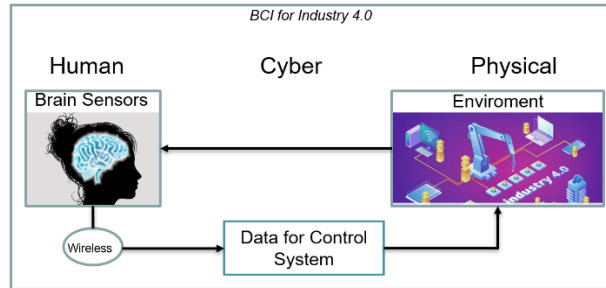 BCI for Industry 4.0
Human Cyber Physical
Brain Sensors
Enviroment
industry 4.0
Wireless
Data for Control
System